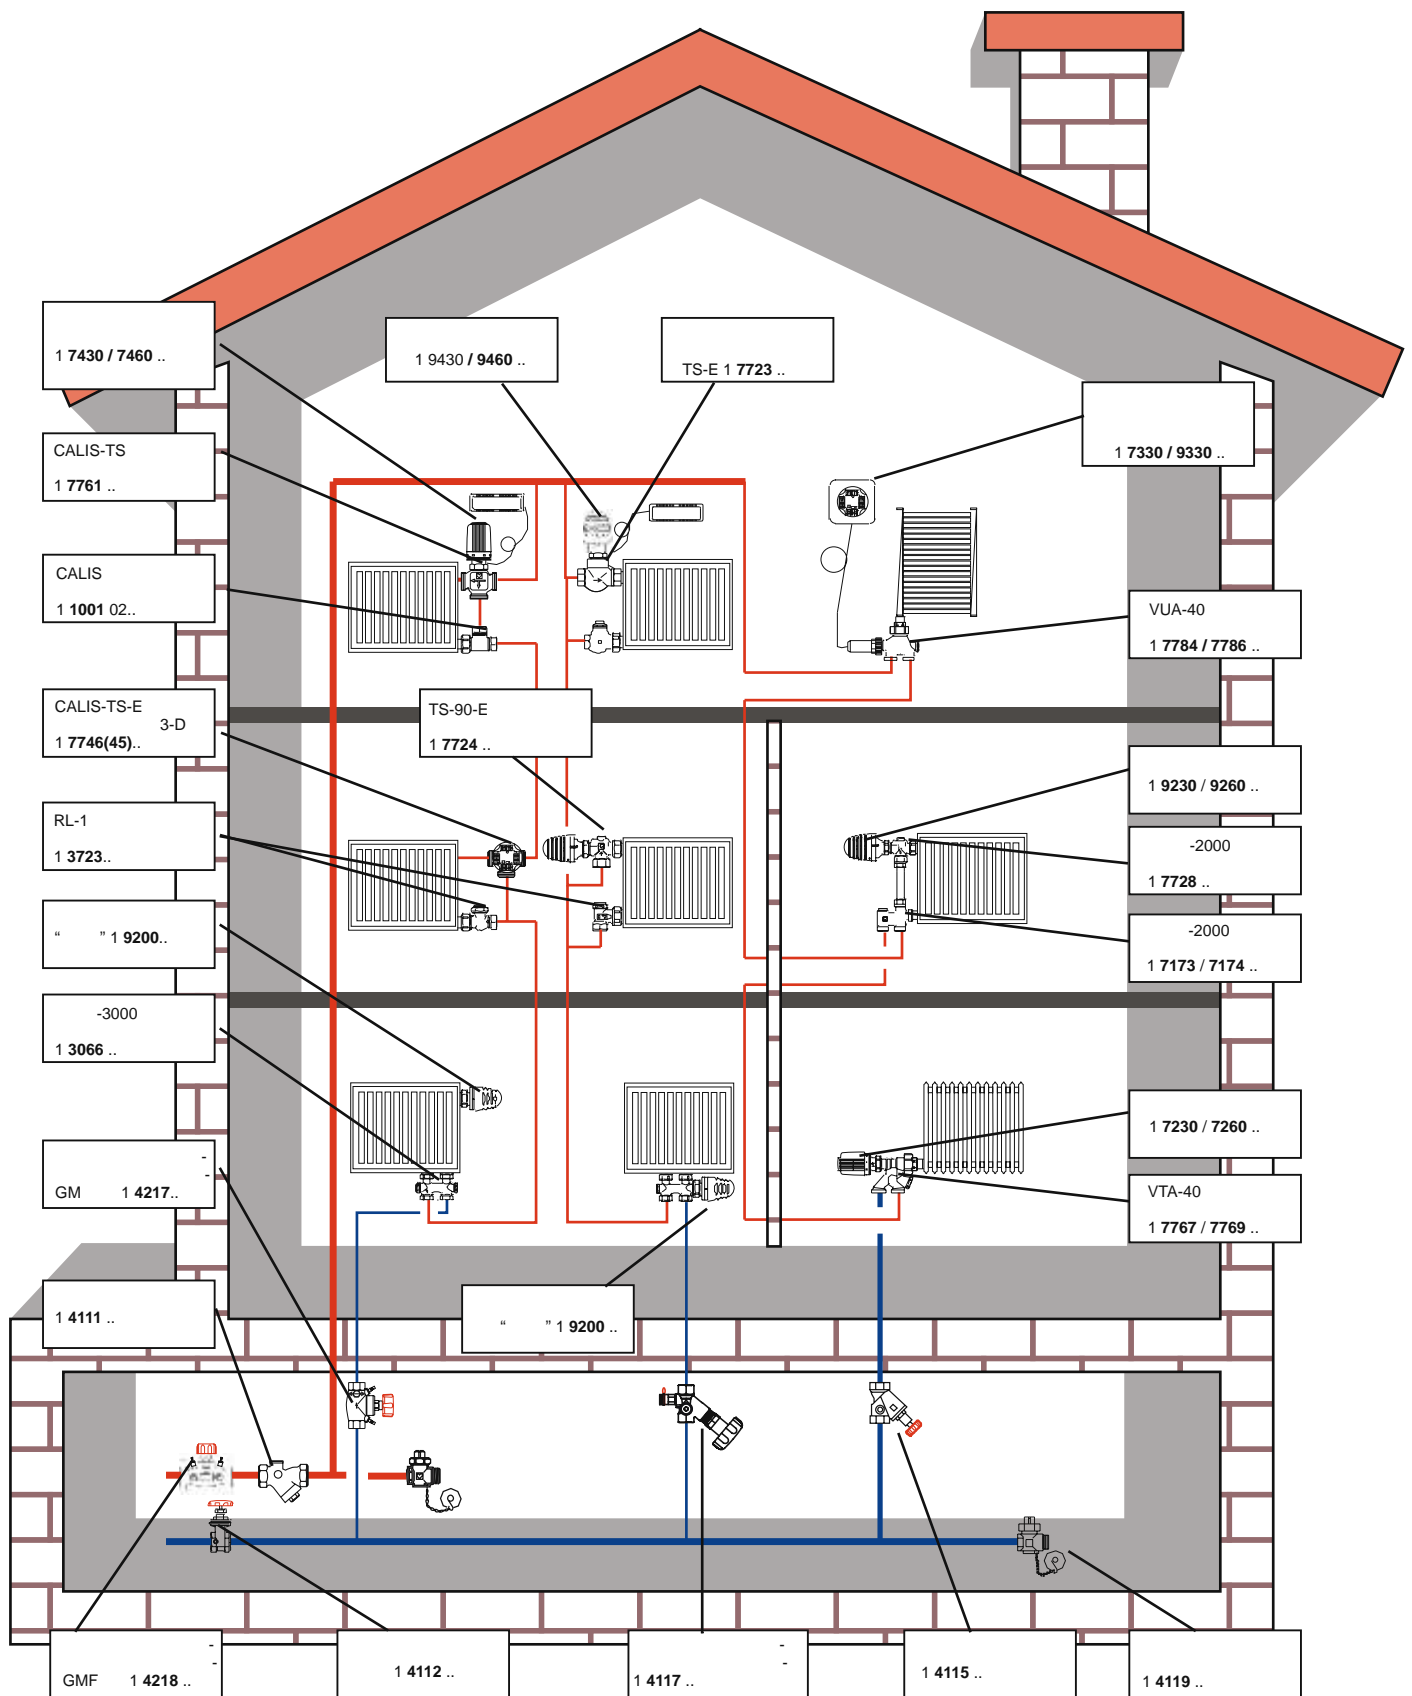 1 7430 / 7460 ..
1 9430 / 9460 ..
TS-E 1 7723 ..
1 7330 / 9330 ..
CALIS-TS
1 7761 ..
CALIS
1 1001 02..
VUA-40
1 7784 / 7786 ..
CALIS-TS-E
3-D
1 7746(45)..
TS-90-E
1 7724 ..
1 9230 / 9260 ..
RL-1
1 3723..
-2000
1 7728 ..
“ ” 1 9200..
-2000
1 7173 / 7174 ..
-3000
1 3066 ..
1 7230 / 7260 ..
-
-
GM 1 4217..
VTA-40
1 7767 / 7769 ..
1 4111 ..
“ ” 1 9200 ..
-
-
GMF 1 4218 ..
1 4112 ..
-
-
1 4117 ..
1 4115 ..
1 4119 ..